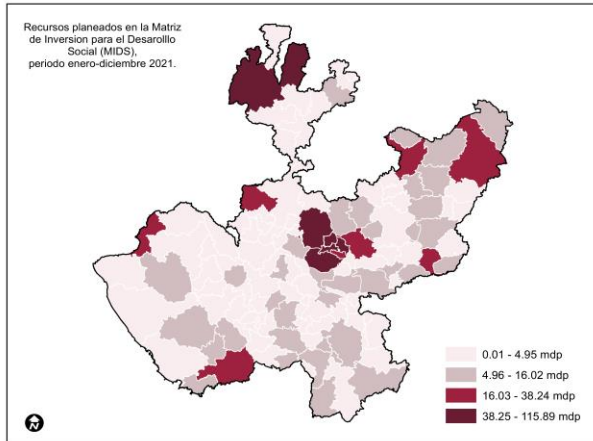 Recursos planeados en la Matriz
de Inversion para el Desarolllo
Social (MIDS),
periodo enero-diciembre 2021.
0.01 - 4.95 mdp
4.96 - 16.02 mdp
16.03 - 38.24 mdp
38.25 - 115.89 mdp
N